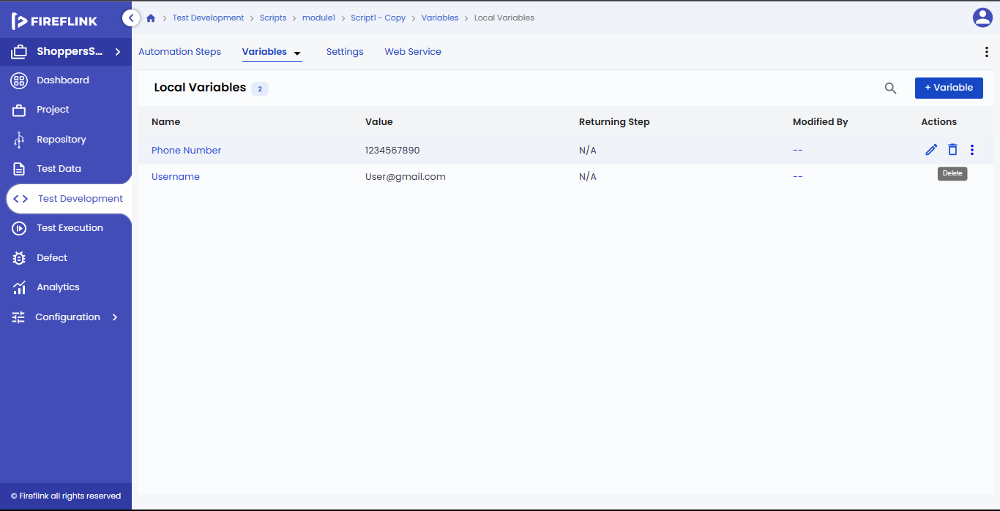 FIREFLINK
Test Development Scripts module1 Script1 - Copy Variables Local Variables
ShoppersS...
Automation Steps Variables Settings Web Service
Dashboard
Project
Repository
Test Data
Test Development
Test Execution
Defect
Analytics
Configuration
© Fireflink all rights reserved
Local Variables 2
+ Variable
Name Value Returning Step Modified By Actions
Phone Number 1234567890 N/A --
Delete
Username User@gmail.com N/A --